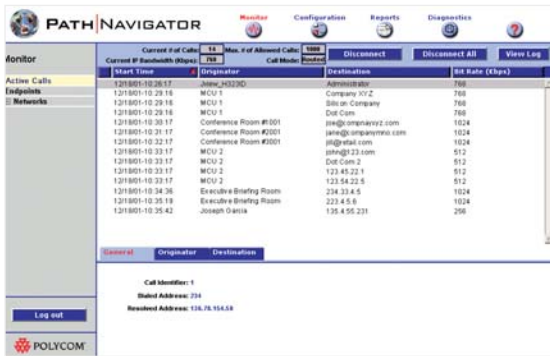 PATH NAVIGATOR
Monitor Configuration Reports Diagnostics
Monitor
Current # of Calls: 14 Max. # of Allowed Calls: 1000
Current IP Bandwidth (Kbps): 768 Call Mode: Routed
Disconnect Disconnect All View Log
Active Calls
Endpoints
Networks
Start Time Originator Destination Bit Rate (Kbps)
12/18/01-10:26:17 Administrator 768
12/18/01-10:29:16 MCU 1 Company XYZ 768
12/18/01-10:29:16 MCU 1 Silicon Company 768
12/18/01-10:29:16 MCU 1 Dot Com 768
12/18/01-10:30:17 Conference Room #1001 1024
12/18/01-10:31:17 Conference Room #2001 jane@companymno.com 1024
12/18/01-10:32:17 Conference Room #3001 jill@retail.com 1024
12/18/01-10:33:17 MCU 2 john@123.com 512
12/18/01-10:33:17 MCU 2 Dot Com 2 512
12/18/01-10:33:17 MCU 2 123.45.22.1 512
12/18/01-10:33:17 MCU 2 123.54.22.5 512
12/18/01-10:34:36 Executive Briefing Room 234.33.4.5 1024
12/18/01-10:35:18 Executive Briefing Room 223.4.5.6 1024
12/18/01-10:35:42 Joseph Garcia 135.4.55.231 256
General Originator Destination
Call Identifier: 1
Dialed Address: 234
Resolved Address: 136.78.154.58
Log out
POLYCOM